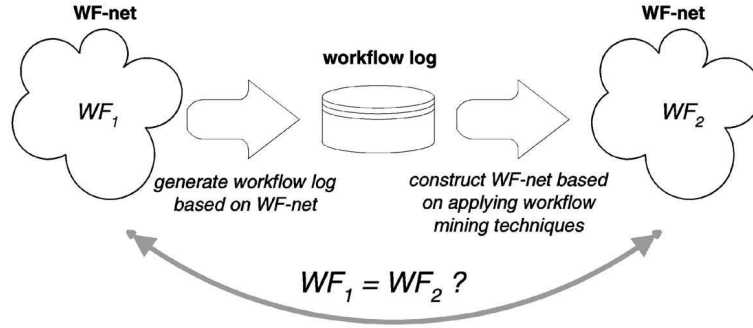 WF-net
WF-net
workflow log
WF₁
WF₂
generate workflow log
based on WF-net
construct WF-net based
on applying workflow
mining techniques
WF₁ = WF₂ ?